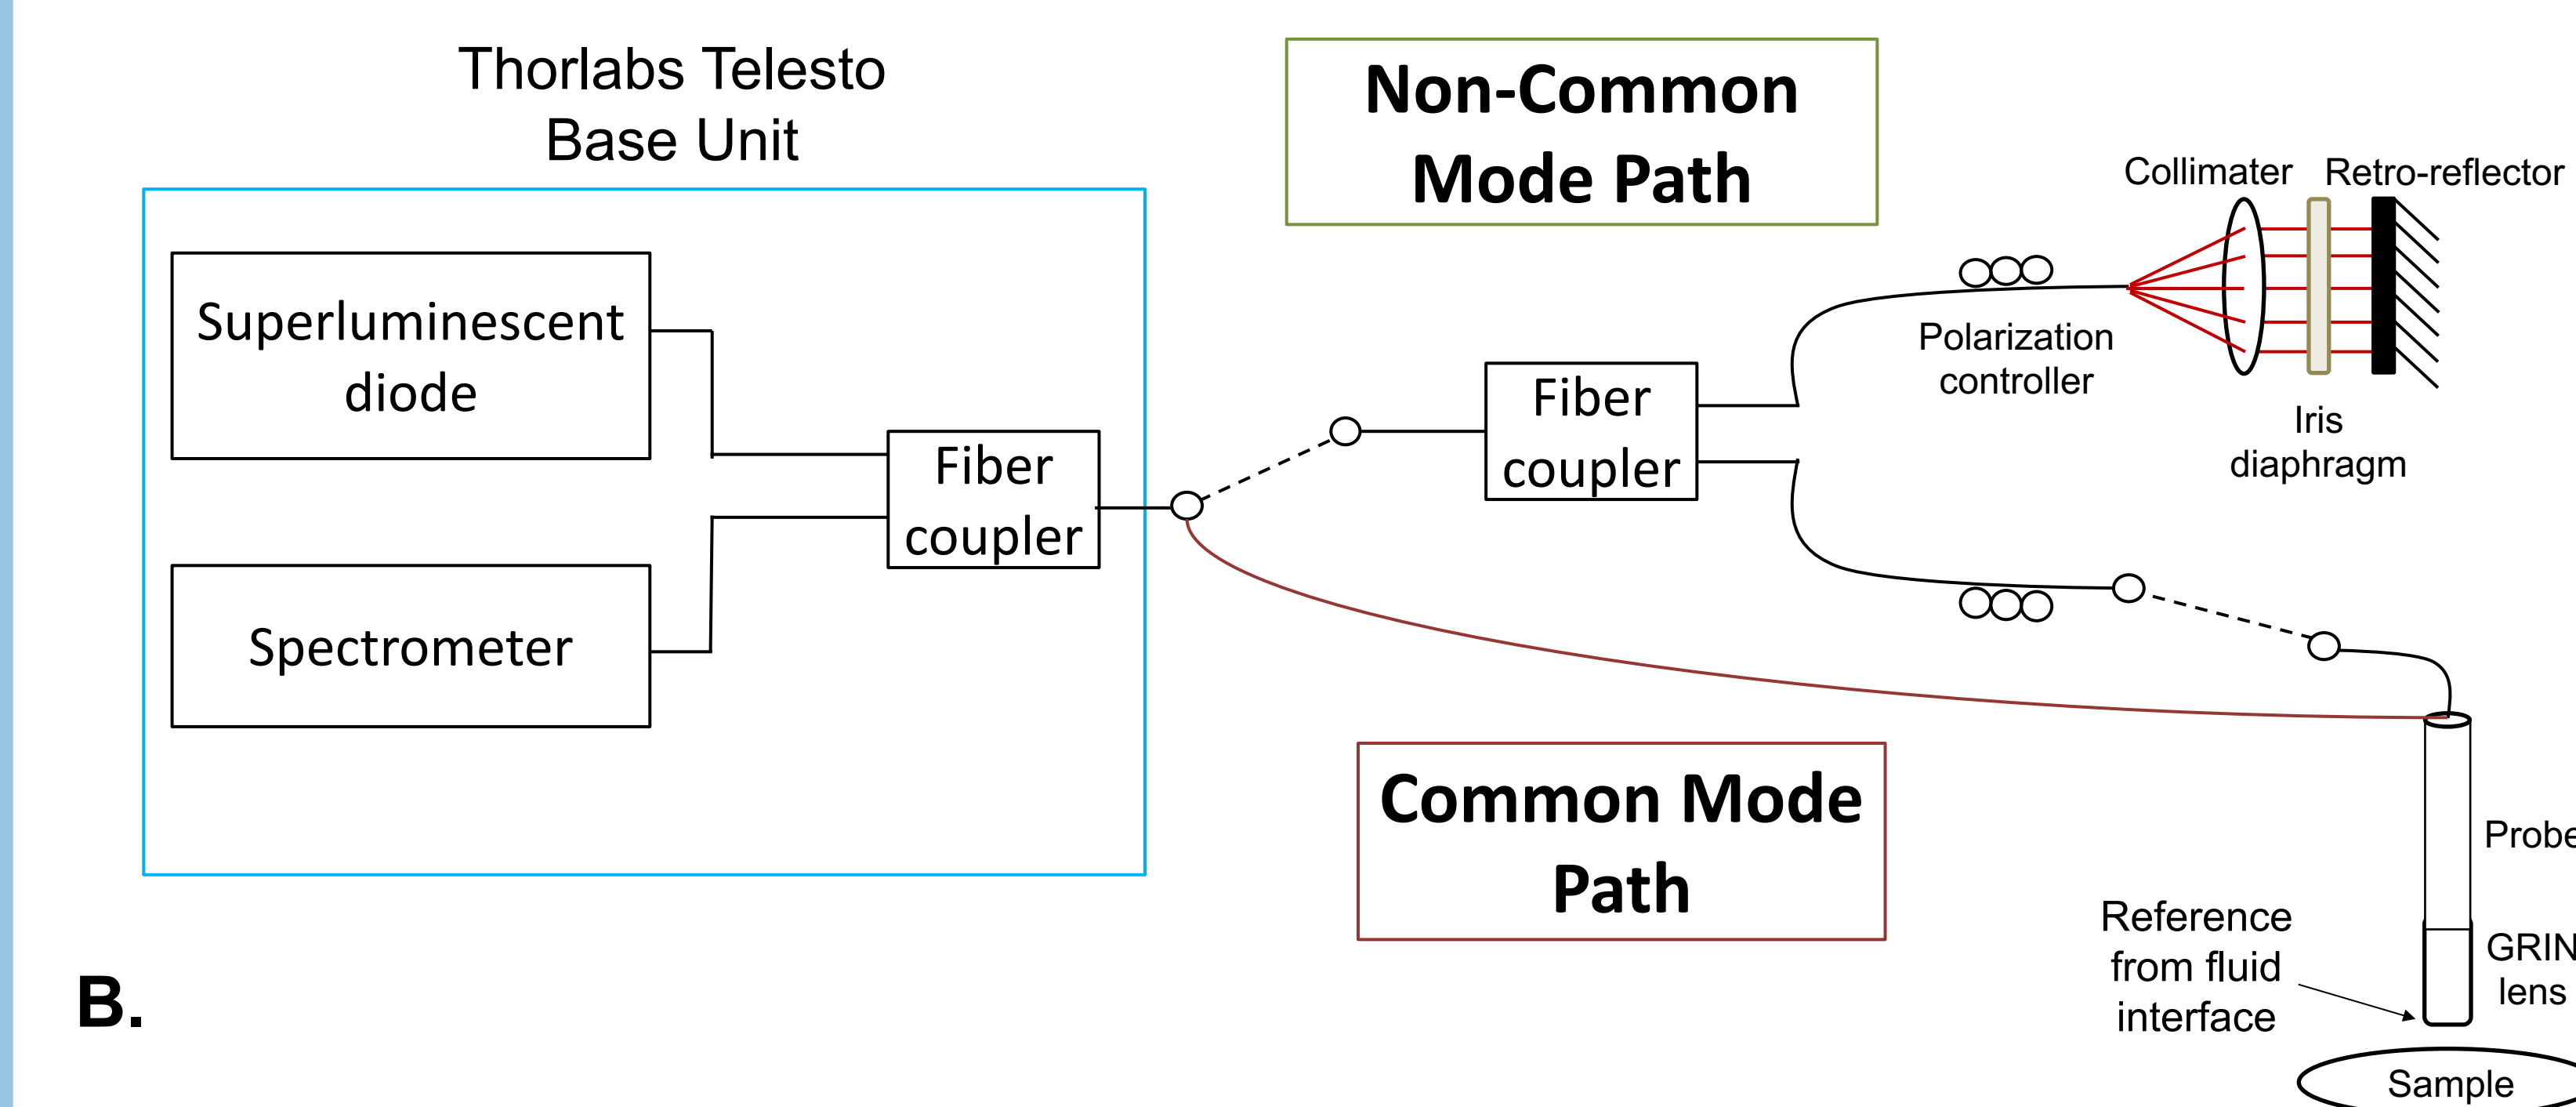 Thorlabs Telesto
Base Unit
Superluminescent
diode
Spectrometer
Fiber
coupler
Non-Common
Mode Path
Fiber
coupler
Collimater
Retro-reflector
Polarization
controller
Iris
diaphragm
Common Mode
Path
Probe
GRIN
lens
Reference
from fluid
interface
Sample
B.